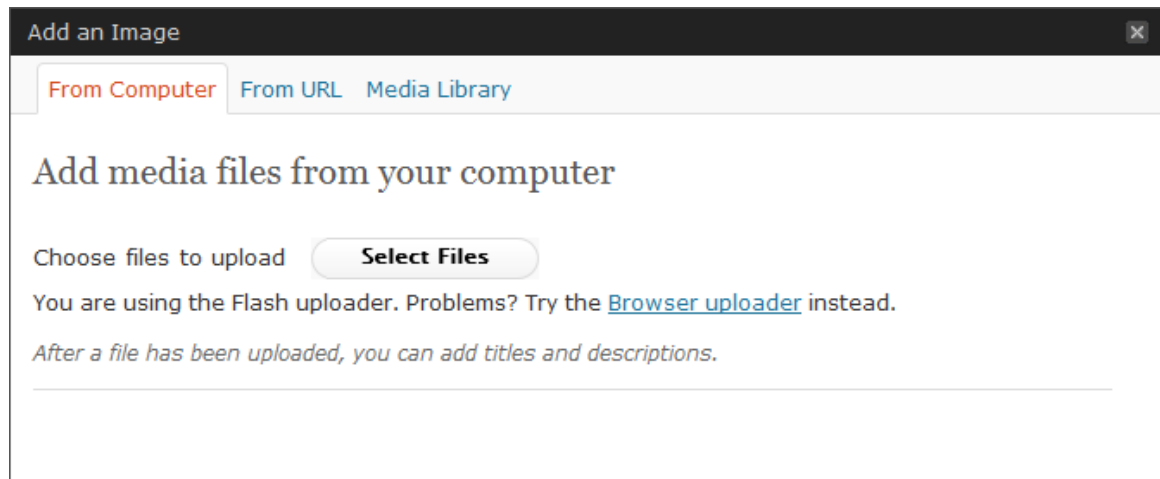 Add an Image
From Computer From URL Media Library
Add media files from your computer
Choose files to upload Select Files
You are using the Flash uploader. Problems? Try the Browser uploader instead.
After a file has been uploaded, you can add titles and descriptions.